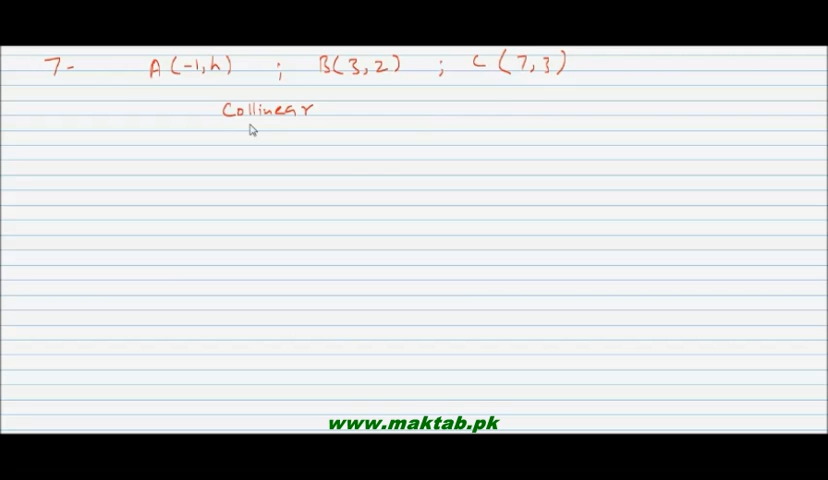 7- A(-1,h) ; B(3,2) ; C(7,3)
Collinear
www.maktab.pk